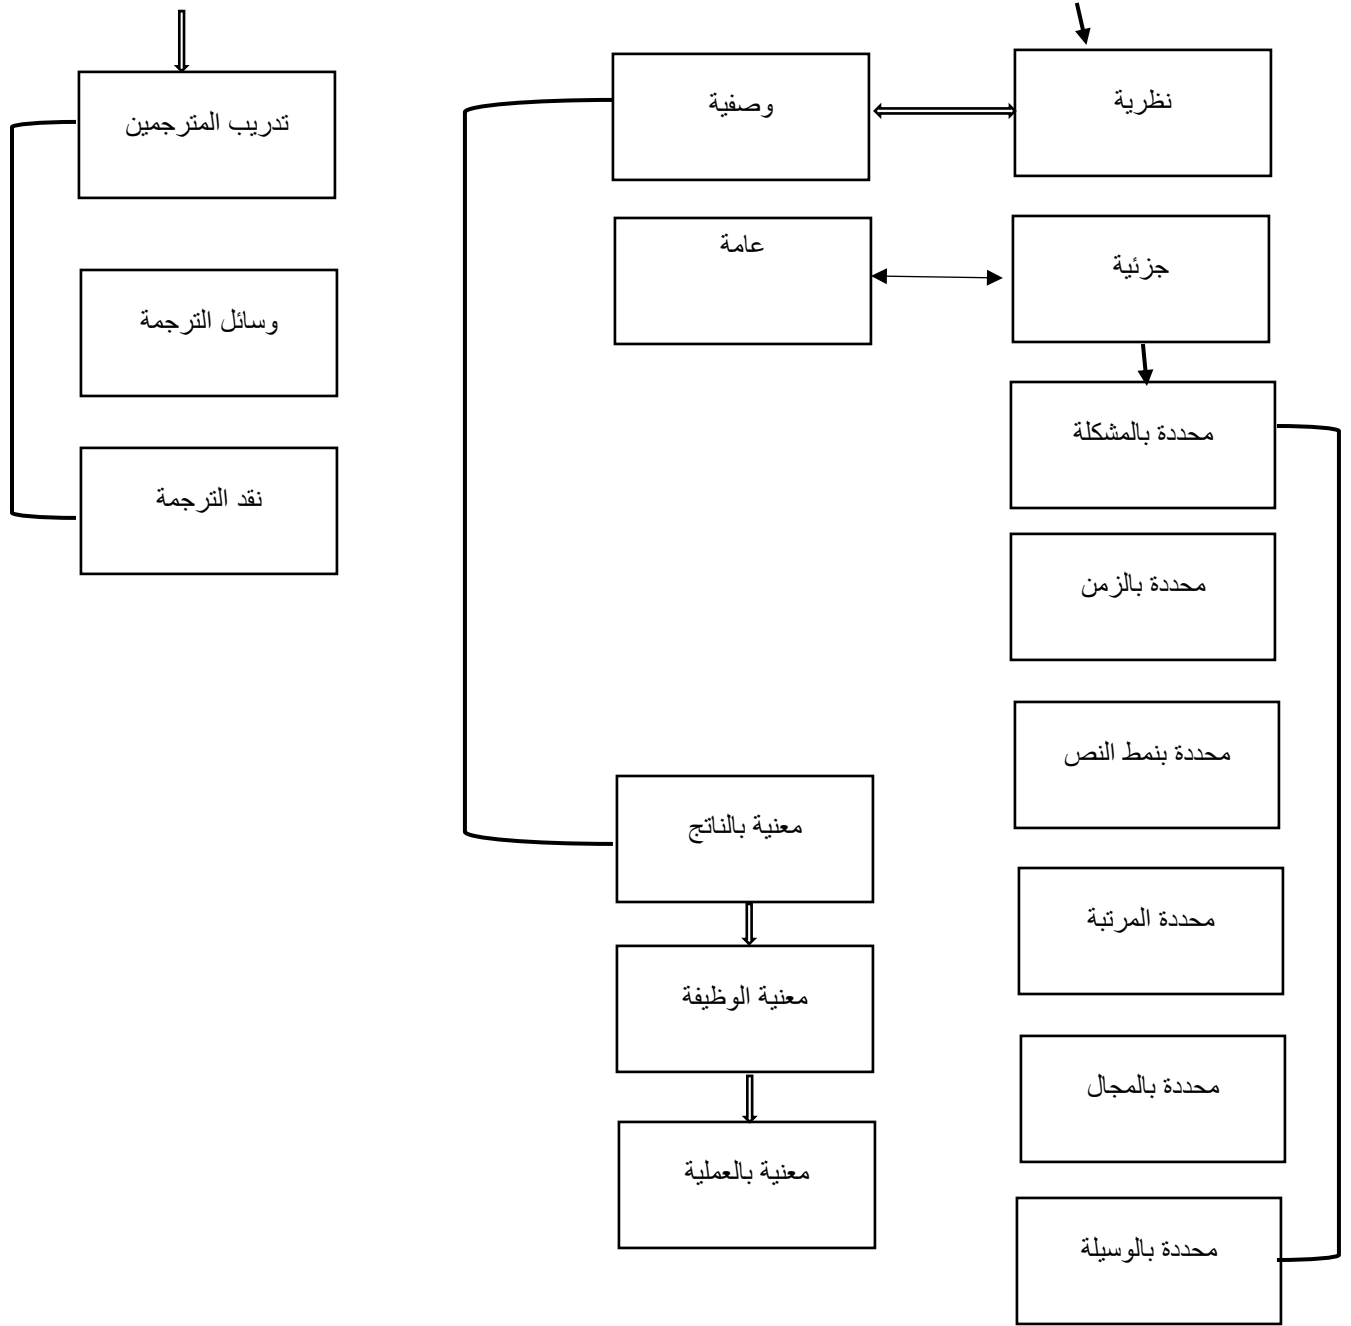 نظرية
وصفية
تدريب المترجمين
جزئية
عامة
وسائل الترجمة
محددة بالمشكلة
نقد الترجمة
محددة بالزمن
محددة بنمط النص
معنية بالناتج
محددة المرتبة
معنية الوظيفة
محددة بالمجال
معنية بالعملية
محددة بالوسيلة